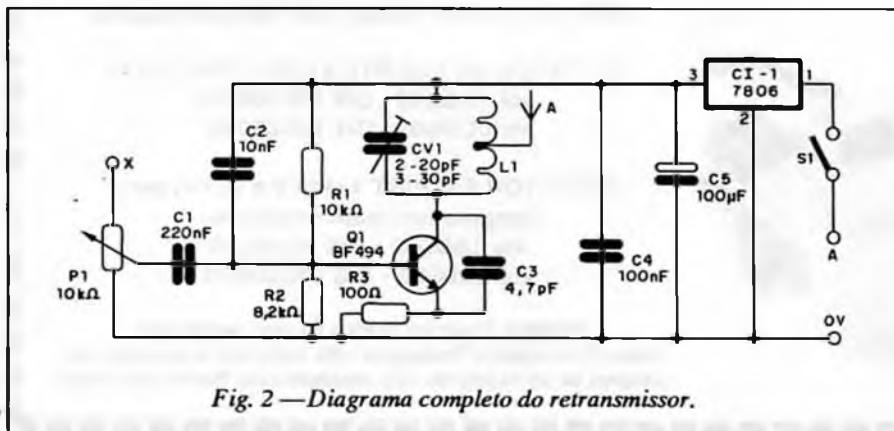 3
CI-1
7806
1
2
C2
10nF
A
X
CV1
2-20pF
3-30pF
L1
S1
C5
100µF
R1
10kΩ
C1
220nF
Q1
BF494
P1
10kΩ
R3
100Ω
C3
4,7pF
C4
100nF
A
R2
8,2kΩ
0V
Fig. 2 — Diagrama completo do retransmissor.